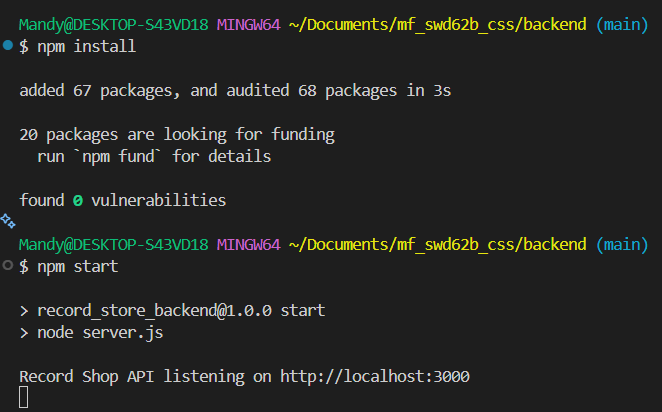 Mandy@DESKTOP-S43VD18 MINGW64 ~/Documents/mf_swd62b_css/backend (main)
$ npm install
added 67 packages, and audited 68 packages in 3s
20 packages are looking for funding
  run `npm fund` for details
found 0 vulnerabilities
Mandy@DESKTOP-S43VD18 MINGW64 ~/Documents/mf_swd62b_css/backend (main)
$ npm start
> record_store_backend@1.0.0 start
> node server.js
Record Shop API listening on http://localhost:3000